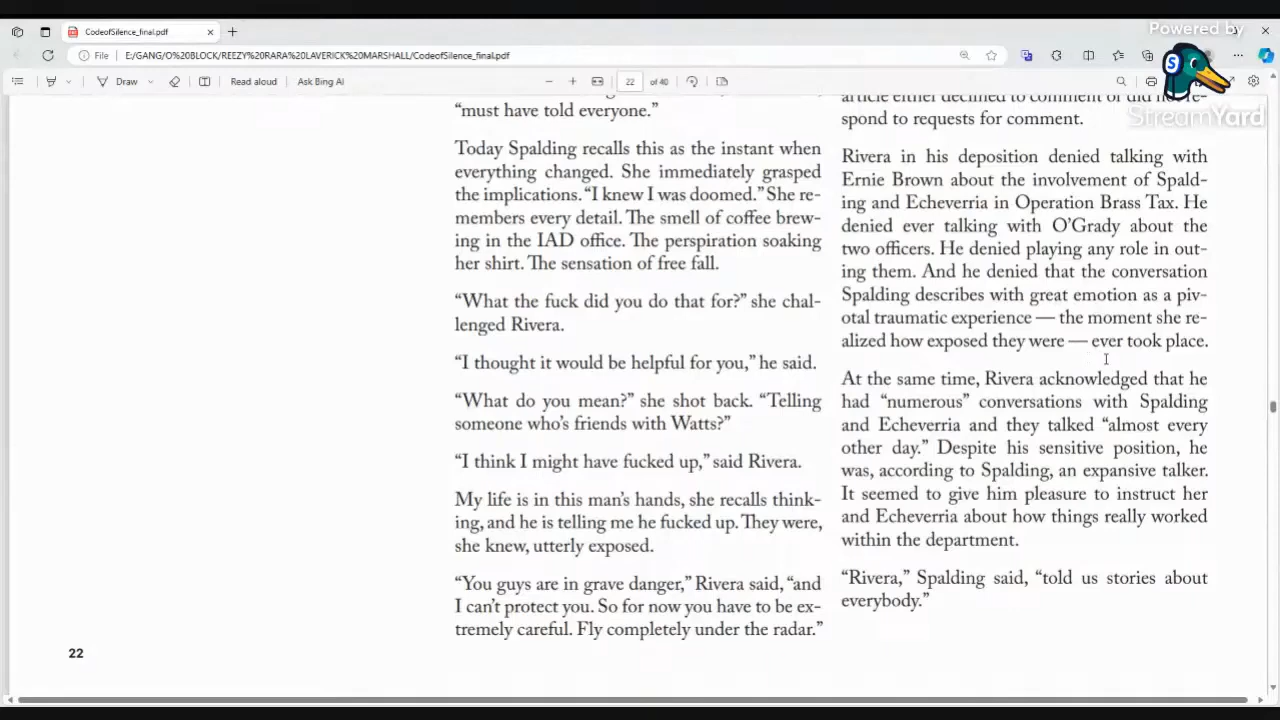 CodeofSilence_final.pdf
Powered by
File
E:/GANG/O%20BLOCK/REEZY%20RARA%20LAVERICK%20MARSHALL/CodeofSilence_final.pdf
Draw
Read aloud
Ask Bing AI
22
of 40
S
StreamYard
“must have told everyone.”
Today Spalding recalls this as the instant when
everything changed. She immediately grasped
the implications. “I knew I was doomed.” She re-
members every detail. The smell of coffee brew-
ing in the IAD office. The perspiration soaking
her shirt. The sensation of free fall.
“What the fuck did you do that for?” she chal-
lenged Rivera.
“I thought it would be helpful for you,” he said.
“What do you mean?” she shot back. “Telling
someone who’s friends with Watts?”
“I think I might have fucked up,” said Rivera.
My life is in this man’s hands, she recalls think-
ing, and he is telling me he fucked up. They were,
she knew, utterly exposed.
“You guys are in grave danger,” Rivera said, “and
I can’t protect you. So for now you have to be ex-
tremely careful. Fly completely under the radar.”
22
article either declined to comment or did not re-
spond to requests for comment.
Rivera in his deposition denied talking with
Ernie Brown about the involvement of Spald-
ing and Echeverria in Operation Brass Tax. He
denied ever talking with O’Grady about the
two officers. He denied playing any role in out-
ing them. And he denied that the conversation
Spalding describes with great emotion as a piv-
otal traumatic experience — the moment she re-
alized how exposed they were — ever took place.
At the same time, Rivera acknowledged that he
had “numerous” conversations with Spalding
and Echeverria and they talked “almost every
other day.” Despite his sensitive position, he
was, according to Spalding, an expansive talker.
It seemed to give him pleasure to instruct her
and Echeverria about how things really worked
within the department.
“Rivera,” Spalding said, “told us stories about
everybody.”